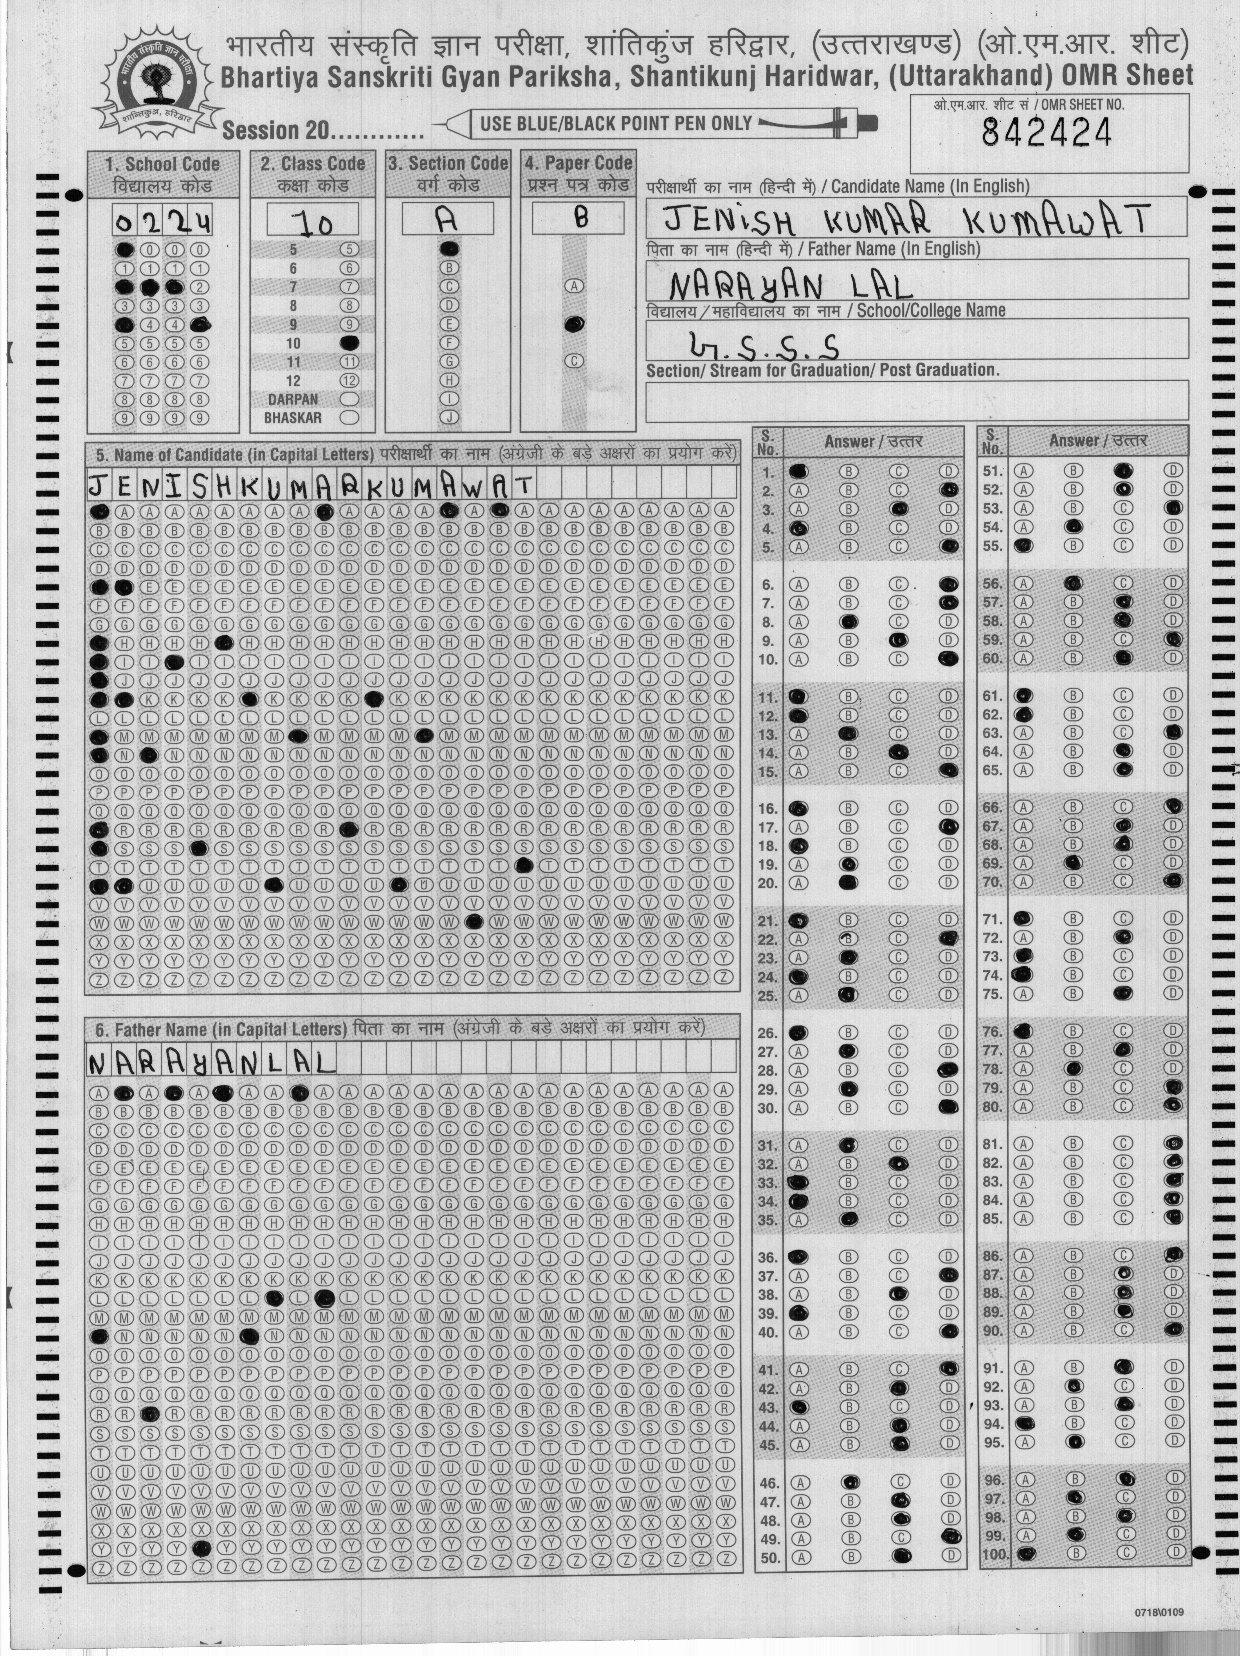 भारतीय संस्कृति ज्ञान परीक्षा, शांतिकुंज हरिद्वार, (उत्तराखण्ड) (ओ.एम.आर. शीट)
Bhartiya Sanskriti Gyan Pariksha, Shantikunj Haridwar, (Uttarakhand) OMR Sheet
Session 20............
USE BLUE/BLACK POINT PEN ONLY
ओ.एम.आर. शीट सं / OMR SHEET NO.
842424
1. School Code
विद्यालय कोड
0224
2. Class Code
कक्षा कोड
10
5
6
7
8
9
10
11
12
DARPAN
BHASKAR
3. Section Code
वर्ग कोड
A
4. Paper Code
प्रश्न पत्र कोड
B
परीक्षार्थी का नाम (हिन्दी में) / Candidate Name (In English)
JENISH KUMAR KUMAWAT
पिता का नाम (हिन्दी में) / Father Name (In English)
NARAYAN LAL
विद्यालय / महाविद्यालय का नाम / School/College Name
G.S.S.S
Section/ Stream for Graduation/ Post Graduation.
5. Name of Candidate (in Capital Letters) परीक्षार्थी का नाम (अंग्रेजी के बड़े अक्षरों का प्रयोग करें)
JENISHKUMARKUMAWAT
6. Father Name (in Capital Letters) पिता का नाम (अंग्रेजी के बड़े अक्षरों का प्रयोग करें)
NARAYANLAL
S. No. Answer / उत्तर
S. No. Answer / उत्तर
0718\0109